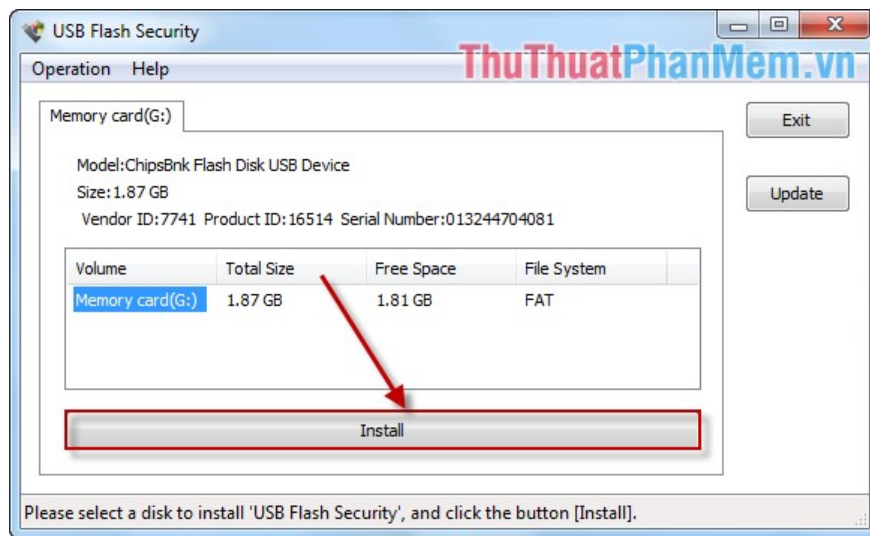 USB Flash Security
ThuThuatPhanMem.vn
Operation Help
Memory card(G:)
Exit
Model:ChipsBnk Flash Disk USB Device
Size:1.87 GB
Update
Vendor ID:7741 Product ID:16514 Serial Number:013244704081
Volume Total Size Free Space File System
Memory card(G:) 1.87 GB 1.81 GB FAT
Install
Please select a disk to install 'USB Flash Security', and click the button [Install].